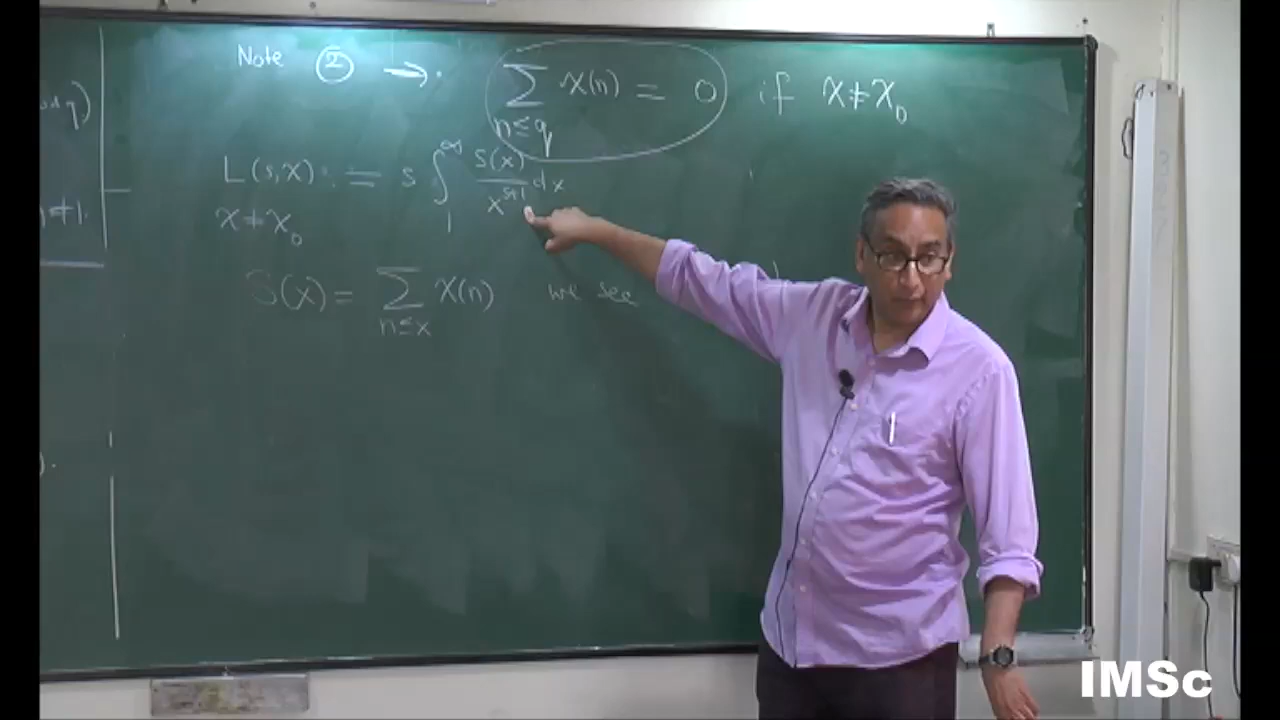 Note ② → · ∑ χ(n) = 0 if χ ≠ χ₀
n ≤ q
q)
L(s, χ) := s ∫₁^∞ S(x)/x^{s+1} dx
χ ≠ χ₀
S(x) = ∑ χ(n) we see
n ≤ x
IMSc